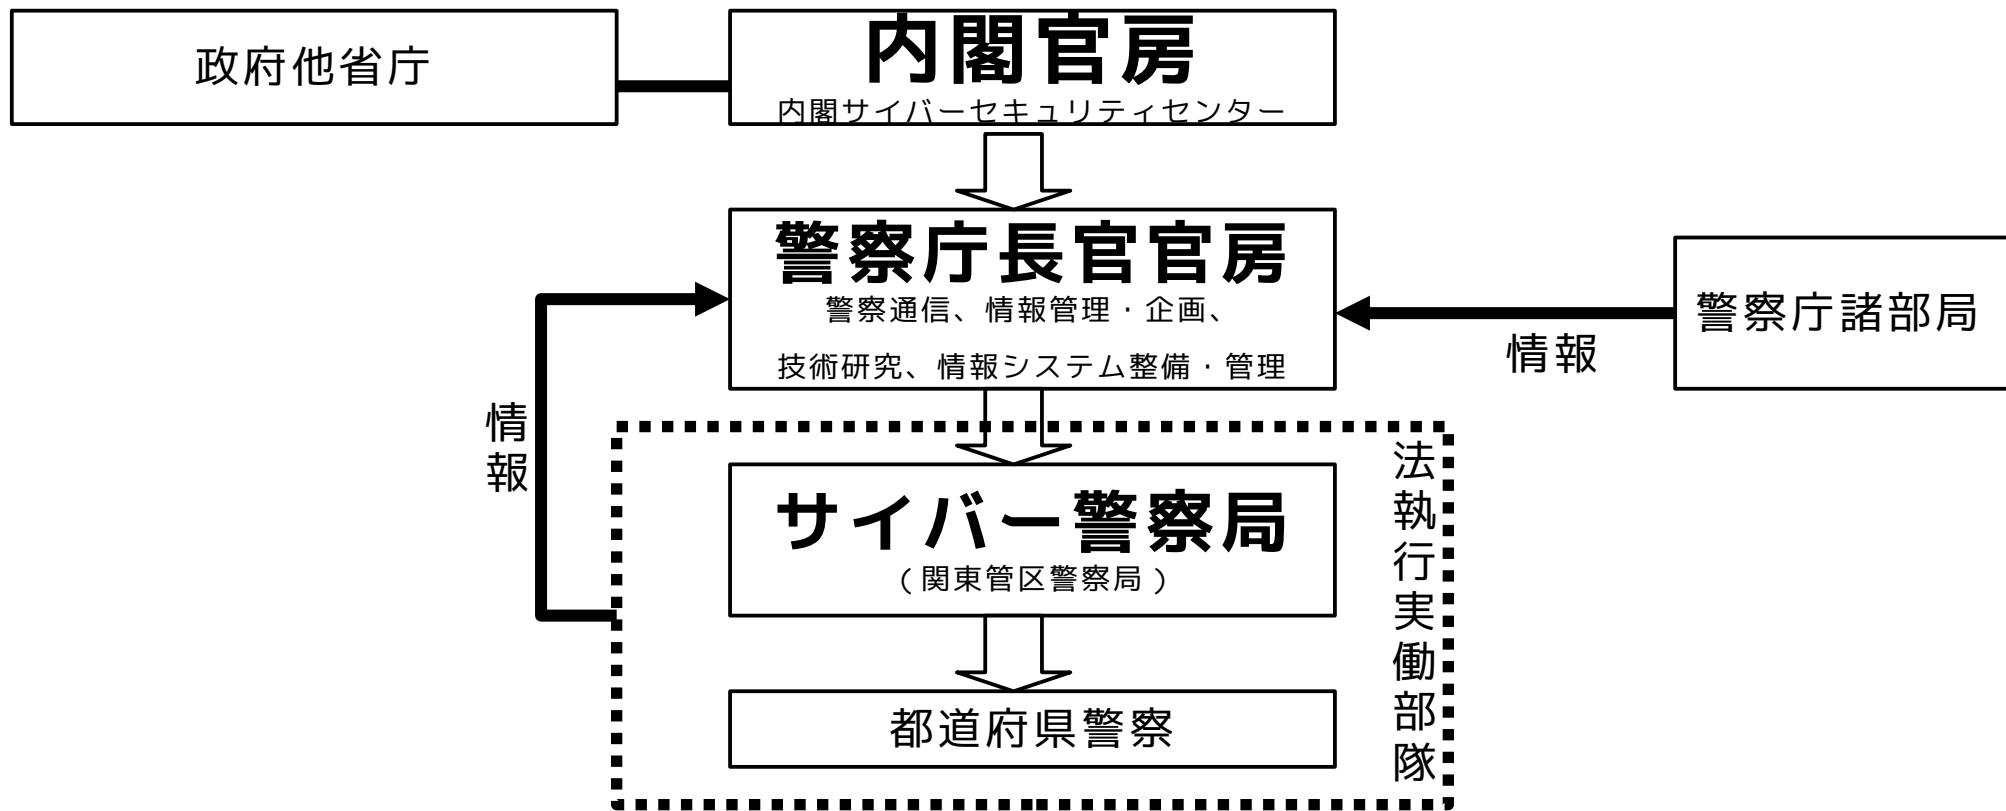 政府他省庁
内閣官房
内閣サイバーセキュリティセンター
警察庁長官官房
警察通信、情報管理・企画、
技術研究、情報システム整備・管理
警察庁諸部局
情報
情報
法執行実働部隊
サイバー警察局
（関東管区警察局）
都道府県警察